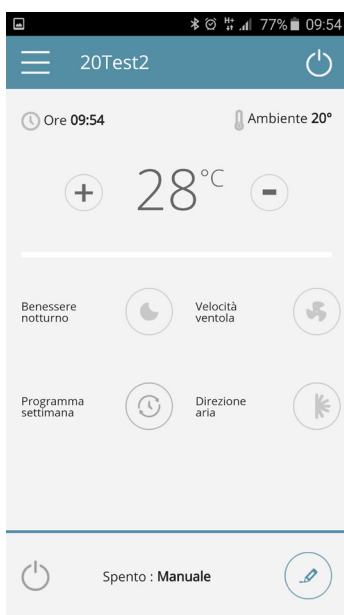 77% 09:54
20Test2
Ore 09:54
Ambiente 20°
28°C
Benessere
notturno
Velocità
ventola
Programma
settimana
Direzione
aria
Spento : Manuale